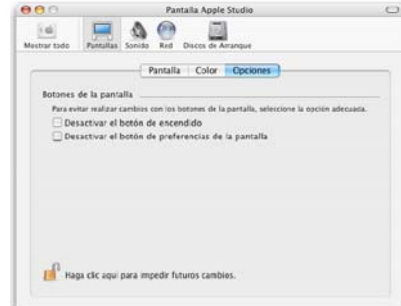 Pantalla Apple Studio
Mostrar todo Pantallas Sonido Red Discos de Arranque
Pantalla Color Opciones
Botones de la pantalla
Para evitar realizar cambios con los botones de la pantalla, seleccione la opción adecuada.
Desactivar el botón de encendido
Desactivar el botón de preferencias de la pantalla
Haga clic aquí para impedir futuros cambios.